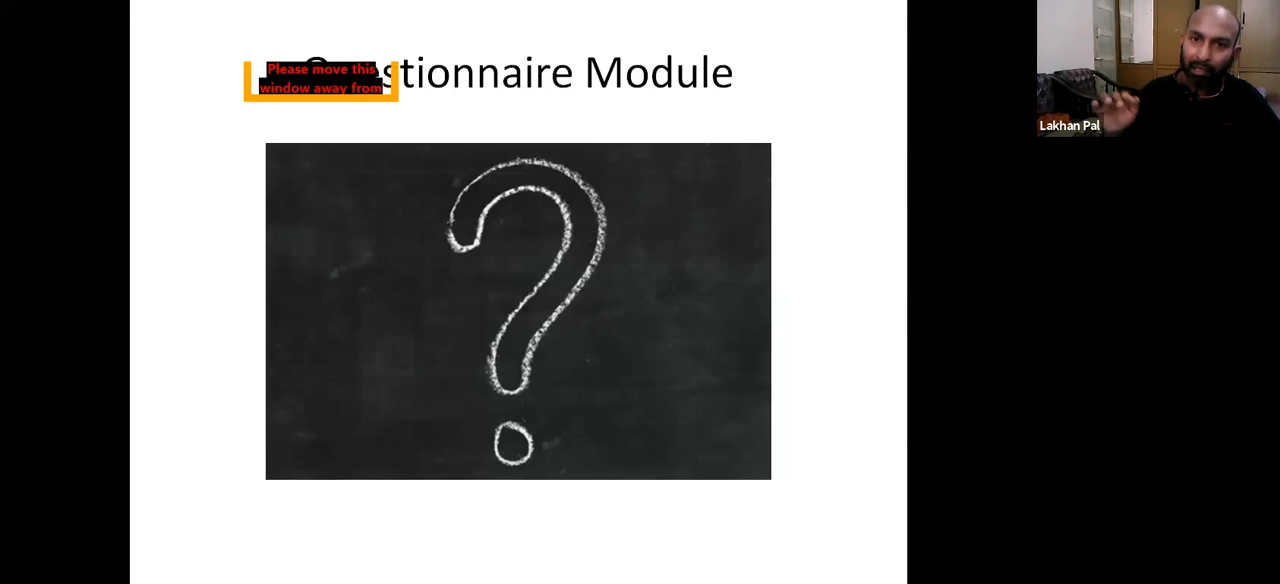 stionnaire Module
Please move this
window away from
Lakhan Pal